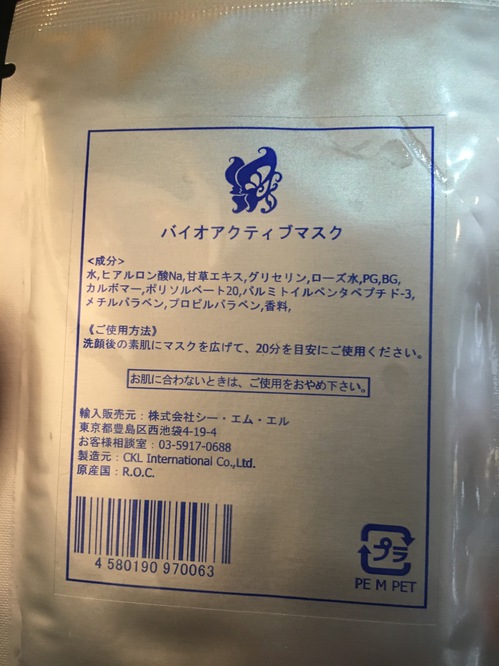 バイオアクティブマスク
<成分>
水,ヒアルロン酸Na,甘草エキス,グリセリン,ローズ水,PG,BG,
カルボマー,ポリソルベート20,パルミトイルペンタペプチド-3,
メチルパラベン,プロピルパラベン,香料,
《ご使用方法》
洗顔後の素肌にマスクを広げて、20分を目安にご使用ください。
お肌に合わないときは、ご使用をおやめ下さい。
輸入販売元：株式会社シー・エム・エル
東京都豊島区西池袋4-19-4
お客様相談室：03-5917-0688
製造元：CKL International Co.,Ltd.
原産国：R.O.C.
4 580190 970063
プラ
PE M PET